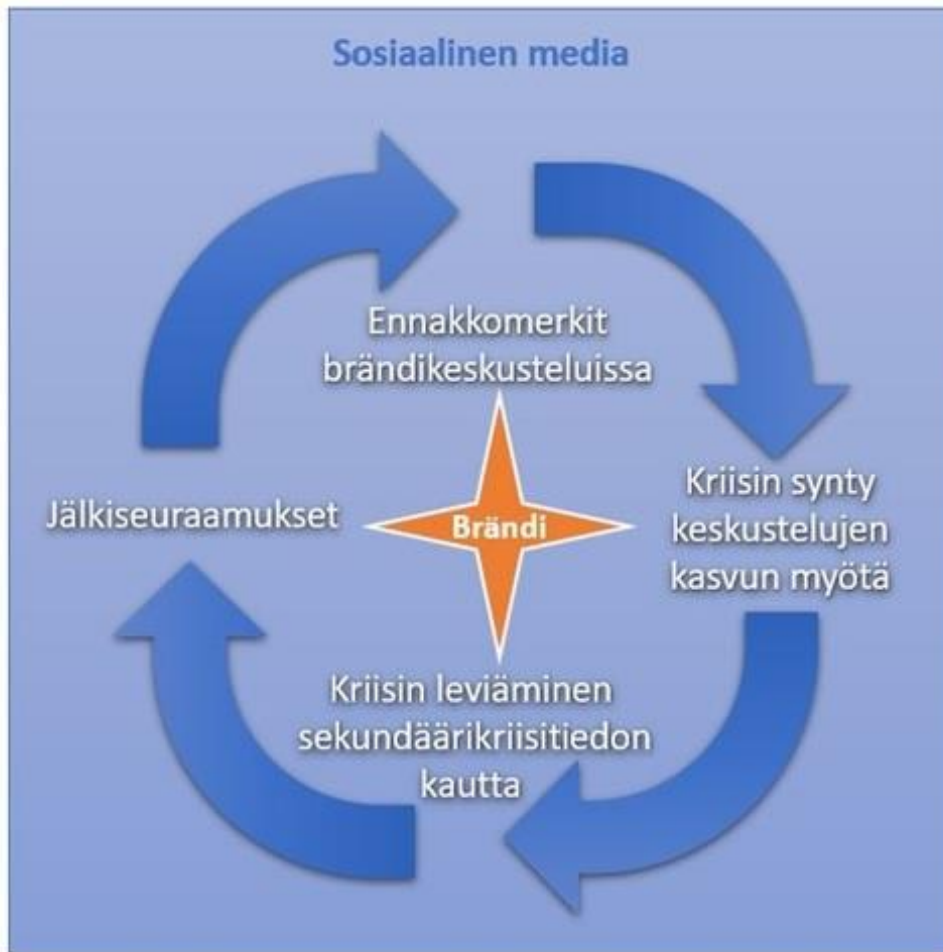 Sosiaalinen media
Ennakkomerkit
brändikeskusteluissa
Kriisin synty
keskustelujen
kasvun myötä
Brändi
Jälkiseuraamukset
Kriisin leviäminen
sekundäärikriisitiedon
kautta